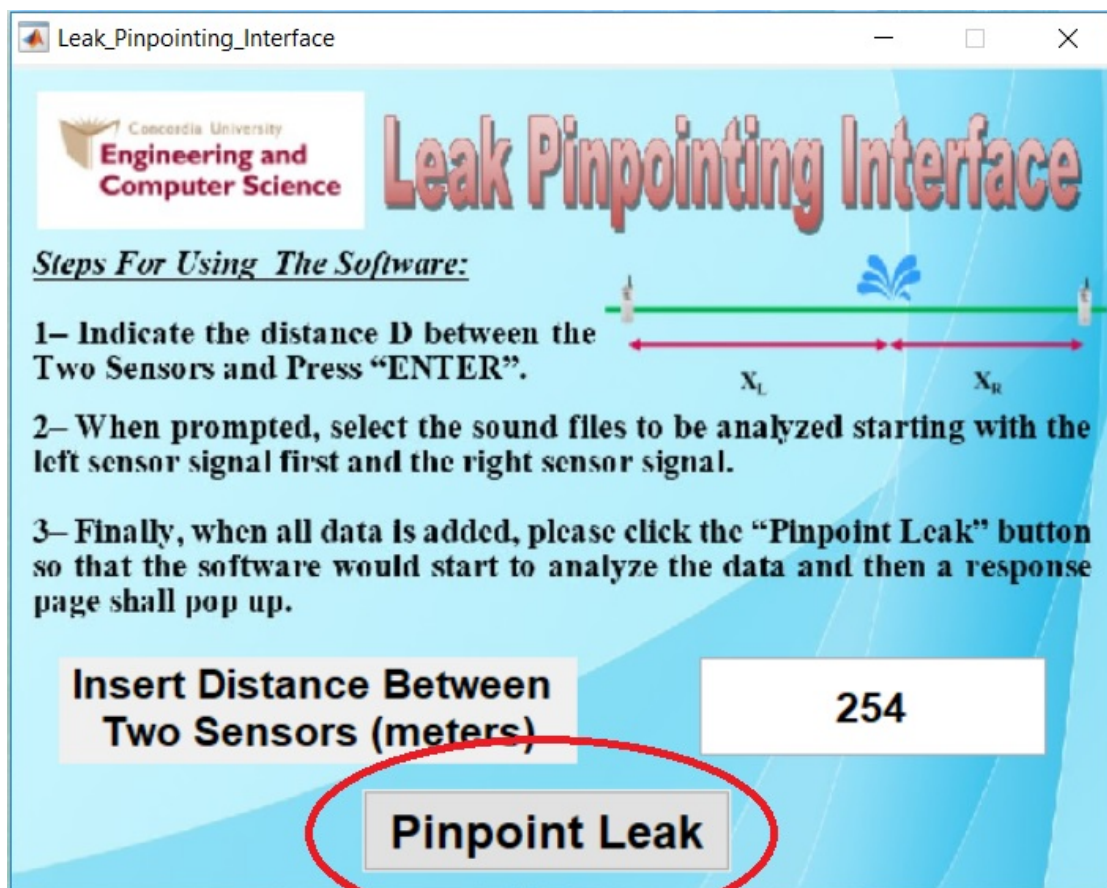 Leak_Pinpointing_Interface
Concordia University
Engineering and
Computer Science
Leak Pinpointing Interface
Steps For Using The Software:
1– Indicate the distance D between the
Two Sensors and Press “ENTER”.
X_L
X_R
2– When prompted, select the sound files to be analyzed starting with the
left sensor signal first and the right sensor signal.
3– Finally, when all data is added, please click the “Pinpoint Leak” button
so that the software would start to analyze the data and then a response
page shall pop up.
Insert Distance Between
Two Sensors (meters)
254
Pinpoint Leak